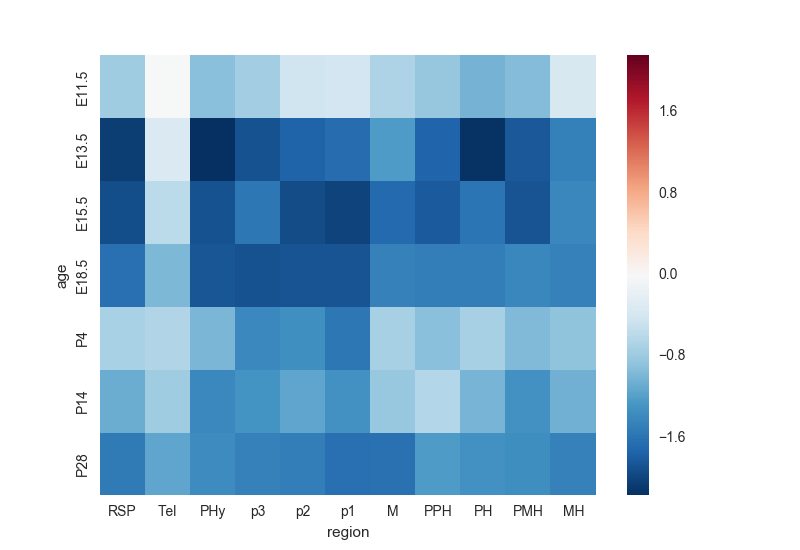 E11.5
E13.5
E15.5
E18.5
P4
P14
P28
age
RSP Tel PHy p3 p2 p1 M PPH PH PMH MH
region
1.6
0.8
0.0
−0.8
−1.6